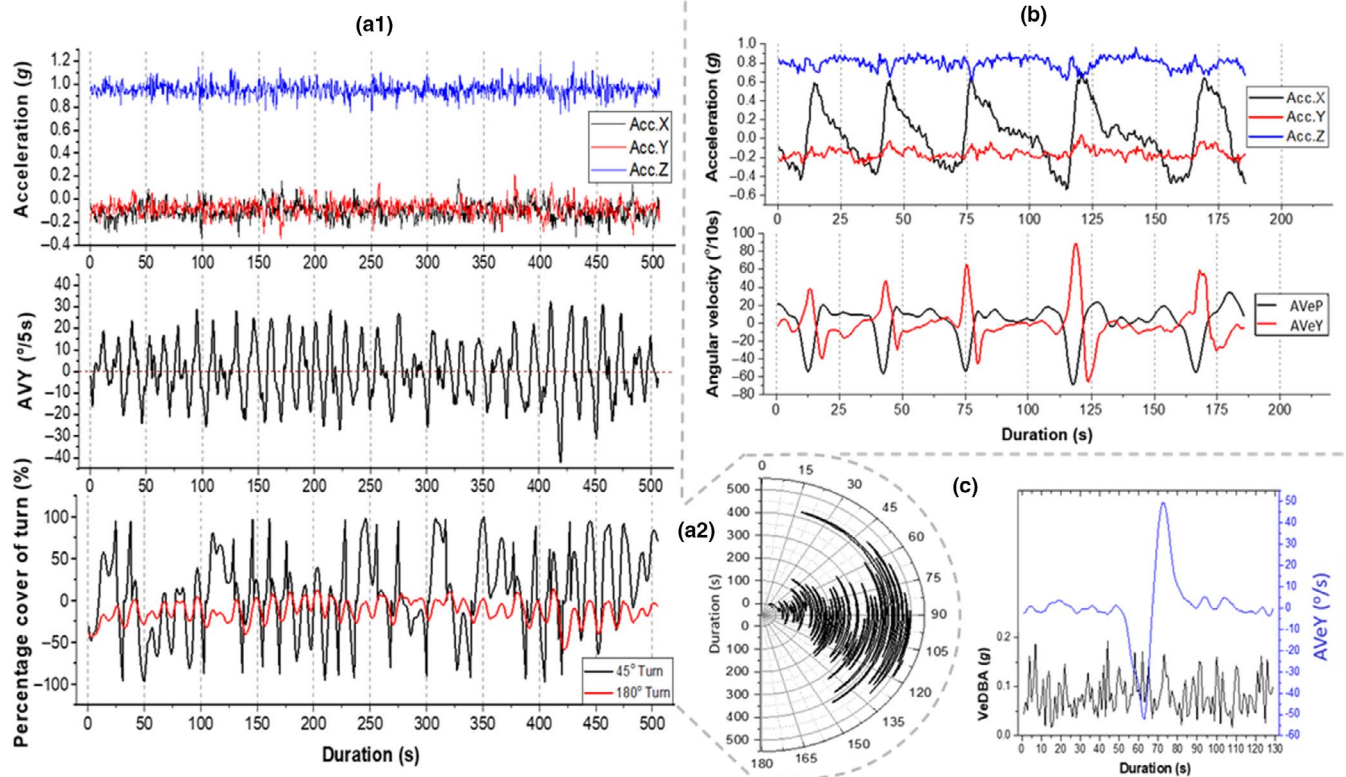 (a1)
Acceleration (g)
1.2
1.0
0.8
0.6
0.4
0.2
0.0
−0.2
−0.4
Acc.X
Acc.Y
Acc.Z
0 50 100 150 200 250 300 350 400 450 500
AVY (°/5s)
40
30
20
10
0
−10
−20
−30
−40
0 50 100 150 200 250 300 350 400 450 500
Percentage cover of turn (%)
100%
50
0
−50
−100%
45° Turn
180° Turn
0 50 100 150 200 250 300 350 400 450 500
Duration (s)
(b)
Acceleration (g)
1.0
0.8
0.6
0.4
0.2
0.0
−0.2
−0.4
−0.6
Acc.X
Acc.Y
Acc.Z
0 25 50 75 100 125 150 175 200
Angular velocity (°/10s)
100
80
60
40
20
0
−20
−40
−60
−80
AVeP
AVeY
0 25 50 75 100 125 150 175 200
Duration (s)
(a2)
Duration (s)
550
500
400
300
200
100
0
0
100
200
300
400
500
550
0
15
30
45
60
75
90
105
120
135
150
165
180
(c)
VeDBA (g)
0.2
0.1
0.0
AVeY (°/s)
50
40
30
20
10
0
-10
-20
-30
-40
-50
-60
0 10 20 30 40 50 60 70 80 90 100 110 120 130
Duration (s)